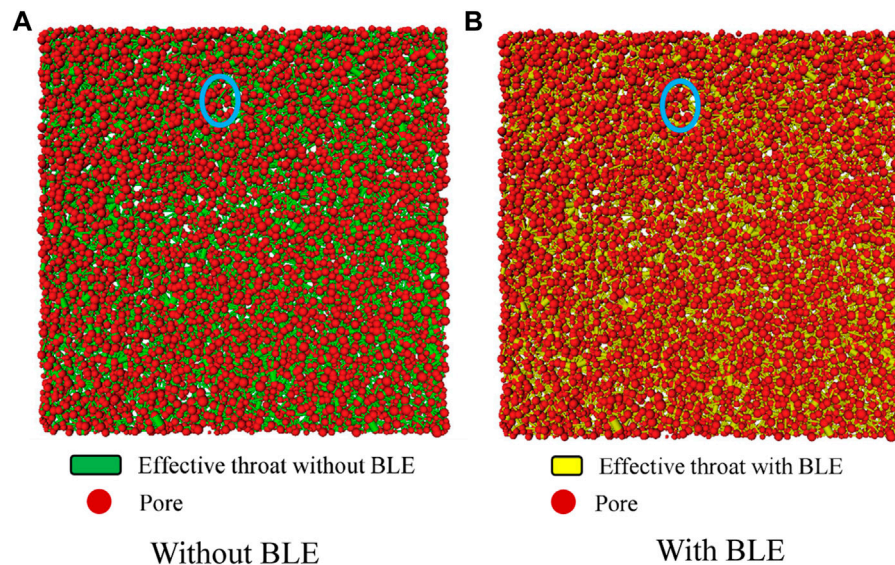 A
B
Effective throat without BLE
Pore
Without BLE
Effective throat with BLE
Pore
With BLE